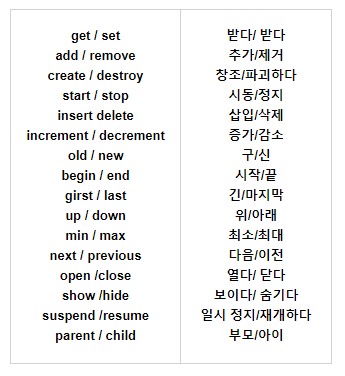 get / set 받다/ 받다
add / remove 추가/제거
create / destroy 창조/파괴하다
start / stop 시동/정지
insert delete 삽입/삭제
increment / decrement 증가/감소
old / new 구/신
begin / end 시작/끝
girst / last 긴/마지막
up / down 위/아래
min / max 최소/최대
next / previous 다음/이전
open /close 열다/ 닫다
show /hide 보이다/ 숨기다
suspend /resume 일시 정지/재개하다
parent / child 부모/아이